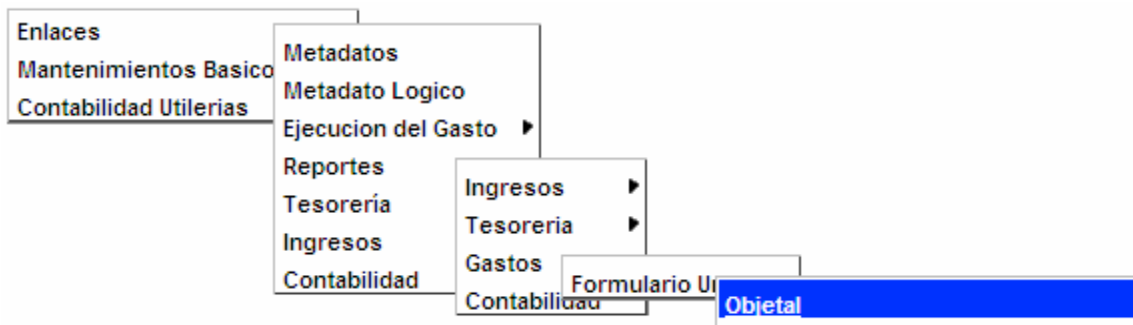 Enlaces
Mantenimientos Basico
Contabilidad Utilerias
Metadatos
Metadato Logico
Ejecucion del Gasto
Reportes
Tesorería
Ingresos
Contabilidad
Ingresos
Tesoreria
Gastos
Contabilidad
Formulario
Objetal